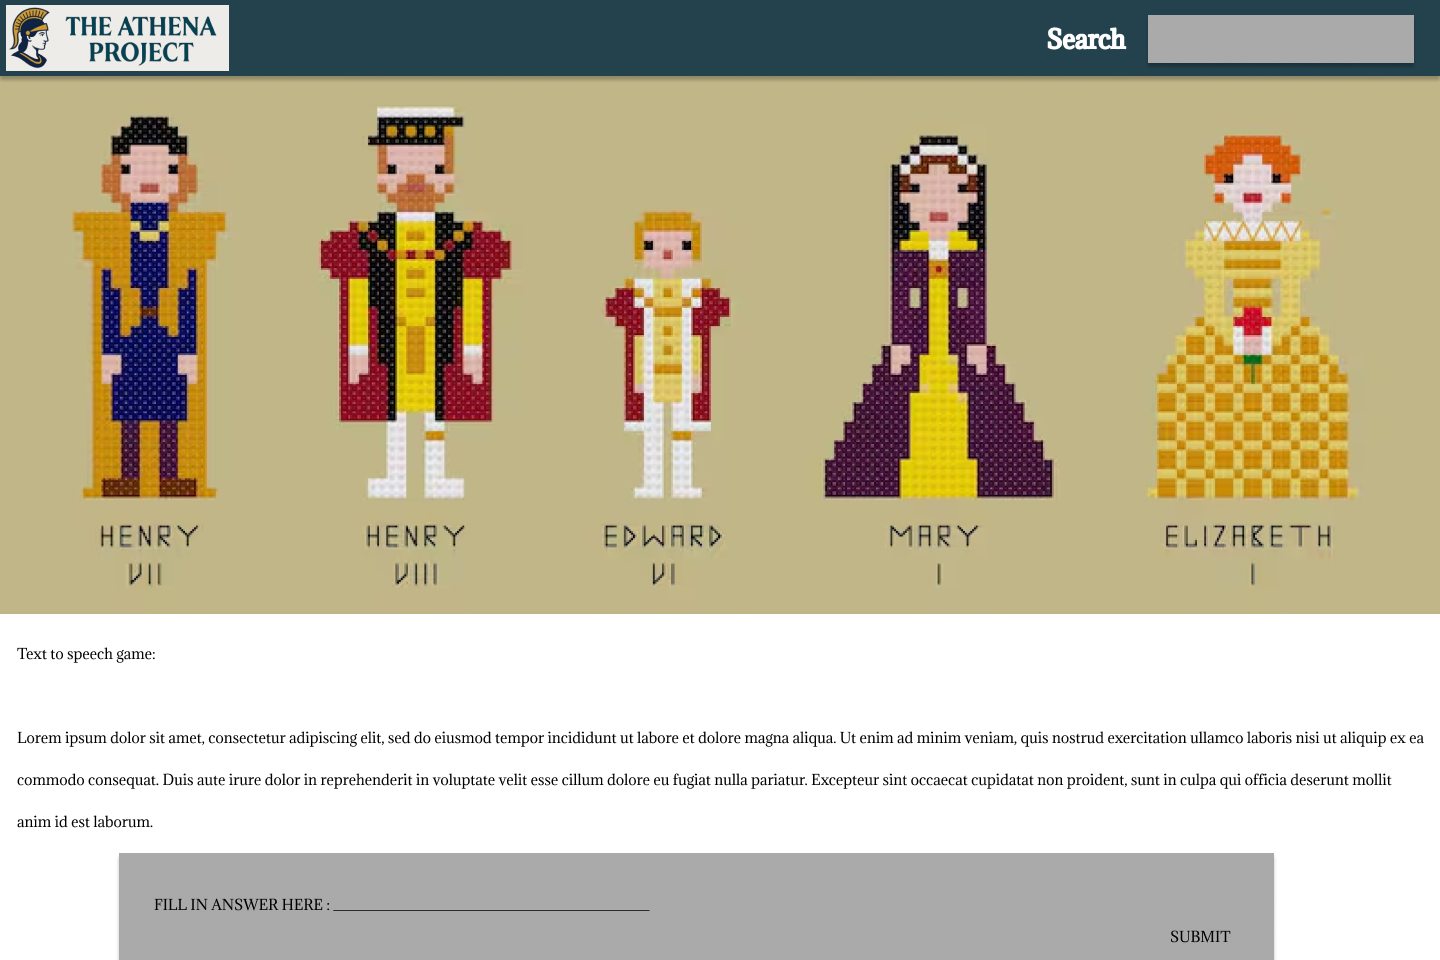 THE ATHENA
PROJECT
Search
HENRY
VII
HENRY
VIII
EDWARD
VI
MARY
I
ELIZABETH
I
Text to speech game:
Lorem ipsum dolor sit amet, consectetur adipiscing elit, sed do eiusmod tempor incididunt ut labore et dolore magna aliqua. Ut enim ad minim veniam, quis nostrud exercitation ullamco laboris nisi ut aliquip ex ea
commodo consequat. Duis aute irure dolor in reprehenderit in voluptate velit esse cillum dolore eu fugiat nulla pariatur. Excepteur sint occaecat cupidatat non proident, sunt in culpa qui officia deserunt mollit
anim id est laborum.
FILL IN ANSWER HERE : ________________________________________
SUBMIT